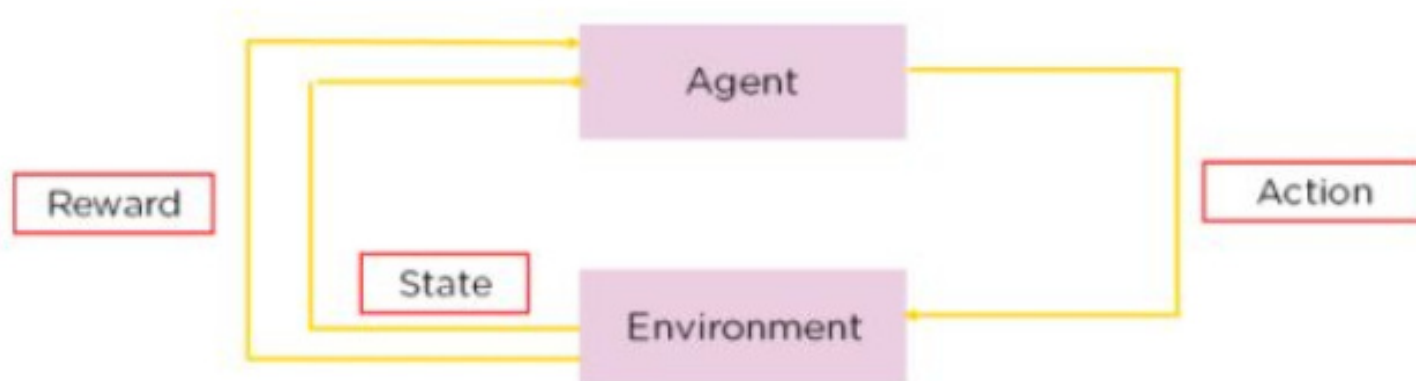 Agent
Reward
Action
State
Environment